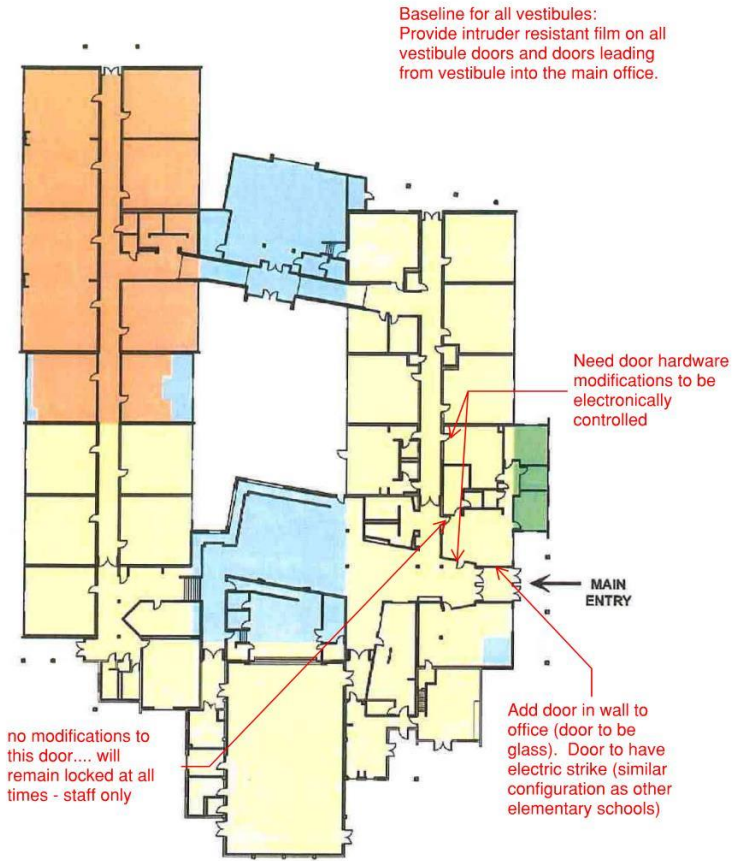 Baseline for all vestibules:
Provide intruder resistant film on all
vestibule doors and doors leading
from vestibule into the main office.
Need door hardware
modifications to be
electronically
controlled
MAIN
ENTRY
no modifications to
this door.... will
remain locked at all
times - staff only
Add door in wall to
office (door to be
glass). Door to have
electric strike (similar
configuration as other
elementary schools)